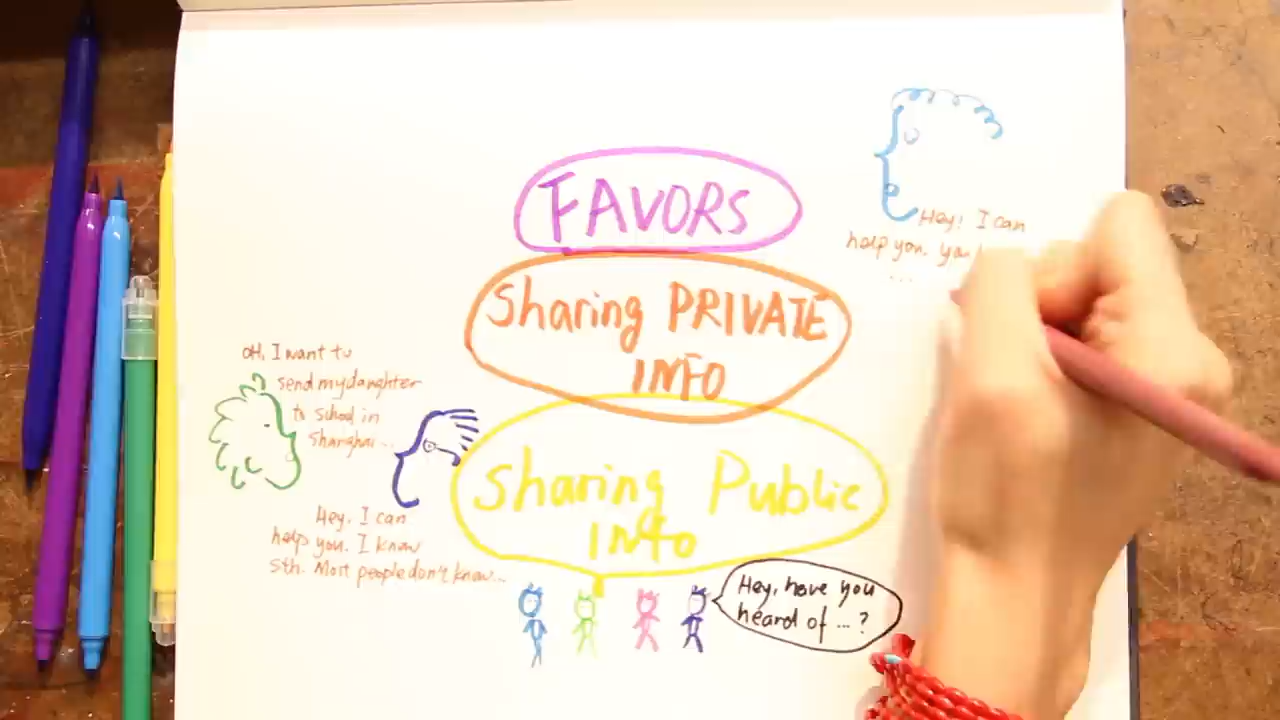 FAVORS
Hey! I can
help you. you
...
Sharing PRIVATE
INFO
OH, I want to
send my daughter
to school in
Shanghai...
Hey. I can
help you. I know
sth. Most people don't know...
Sharing Public
INfo
Hey, have you
heard of ...?